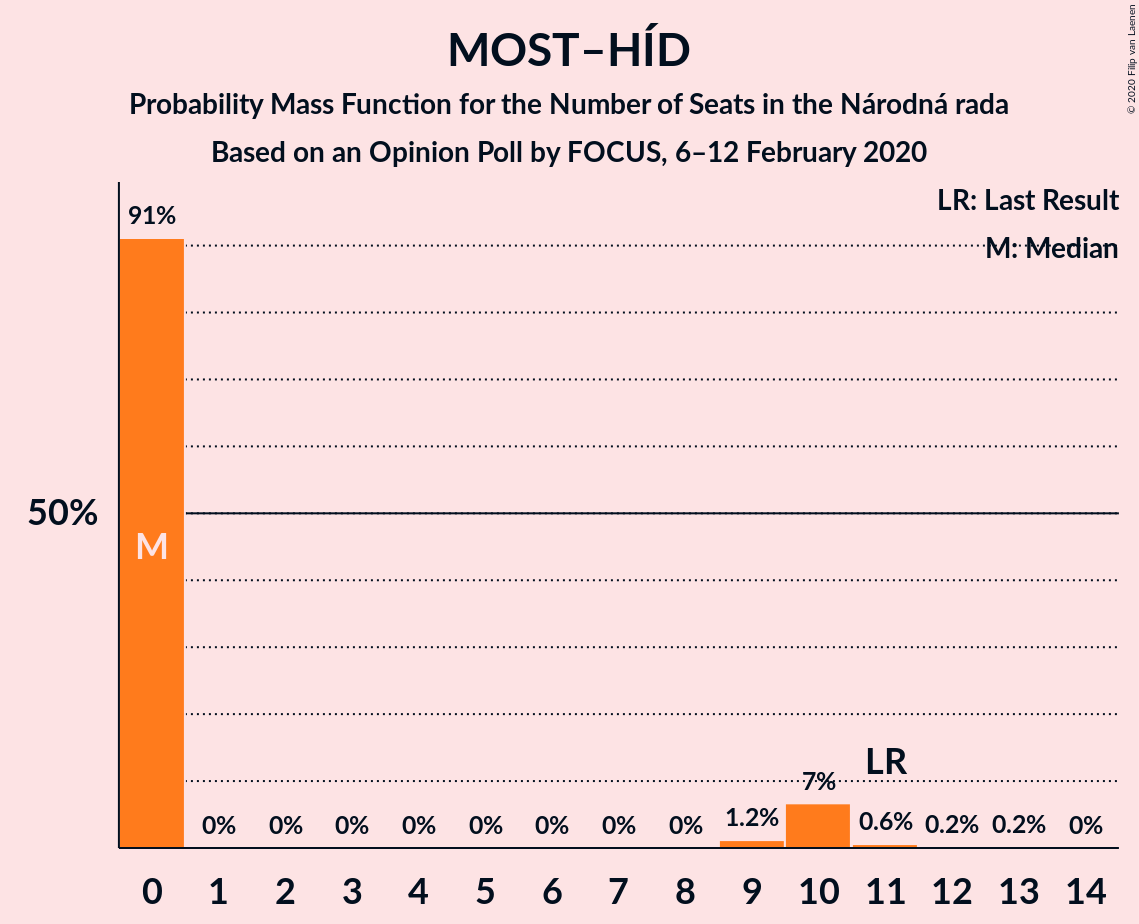 MOST–HÍD
Probability Mass Function for the Number of Seats in the Národná rada
Based on an Opinion Poll by FOCUS, 6–12 February 2020
© 2020 Filip van Laenen
LR: Last Result
M: Median
91%
50%
M
LR
0% 0% 0% 0% 0% 0% 0% 0% 1.2% 7% 0.6% 0.2% 0.2% 0%
0 1 2 3 4 5 6 7 8 9 10 11 12 13 14